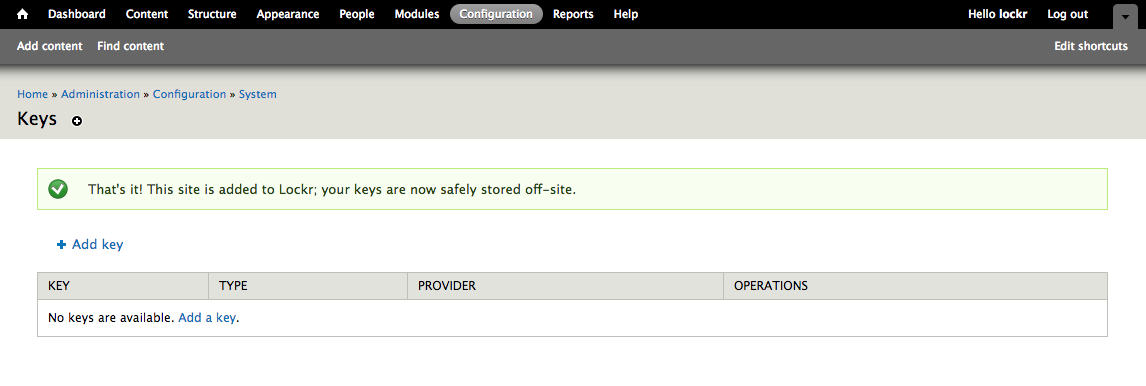 Dashboard Content Structure Appearance People Modules Configuration Reports Help Hello lockr Log out
Add content Find content Edit shortcuts
Home » Administration » Configuration » System
Keys
That's it! This site is added to Lockr; your keys are now safely stored off-site.
Add key
KEY TYPE PROVIDER OPERATIONS
No keys are available. Add a key.